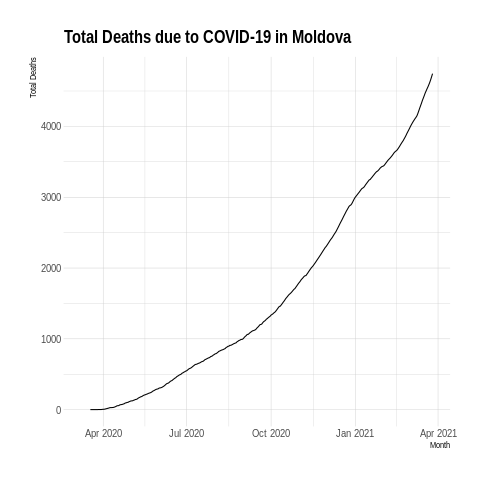 Total Deaths due to COVID-19 in Moldova
Total Deaths
4000
3000
2000
1000
0
Apr 2020 Jul 2020 Oct 2020 Jan 2021 Apr 2021
Month